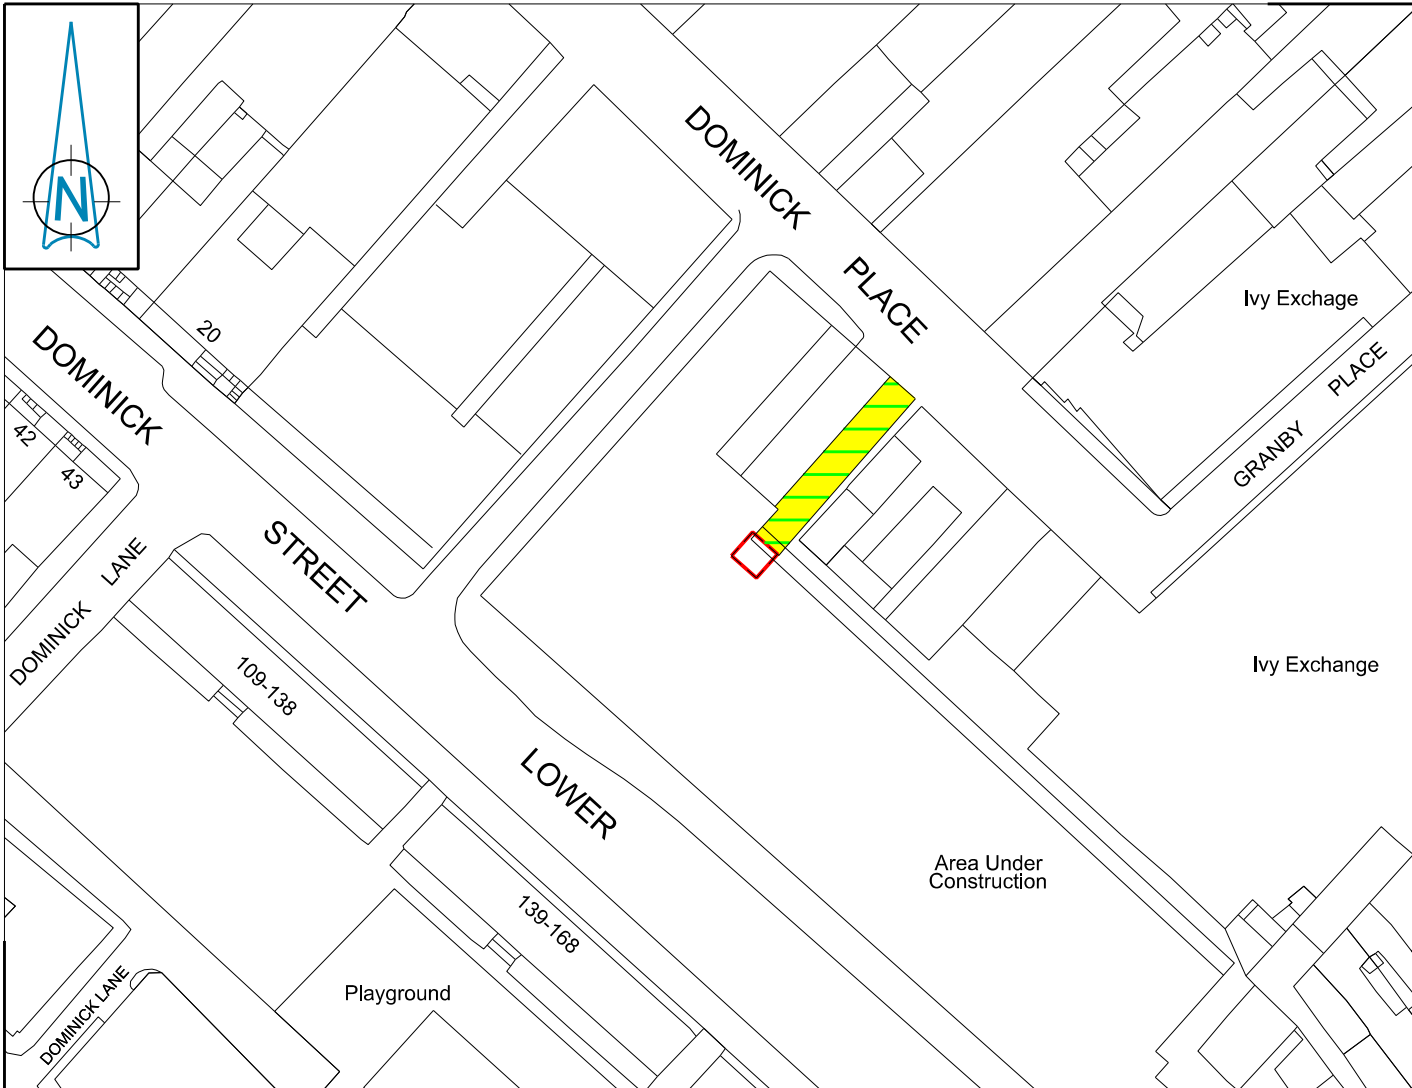 N
DOMINICK
PLACE
Ivy Exchage
GRANBY PLACE
20
DOMINICK
42
43
STREET
DOMINICK LANE
109-138
LOWER
Ivy Exchange
Area Under
Construction
139-168
Playground
DOMINICK LANE